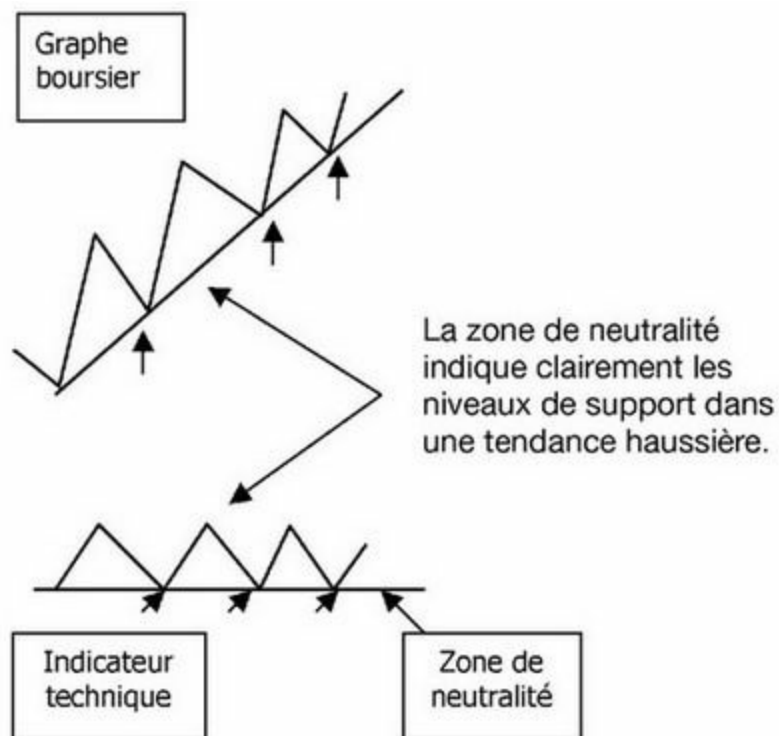 Graphe
boursier
La zone de neutralité
indique clairement les
niveaux de support dans
une tendance haussière.
Indicateur
technique
Zone de
neutralité